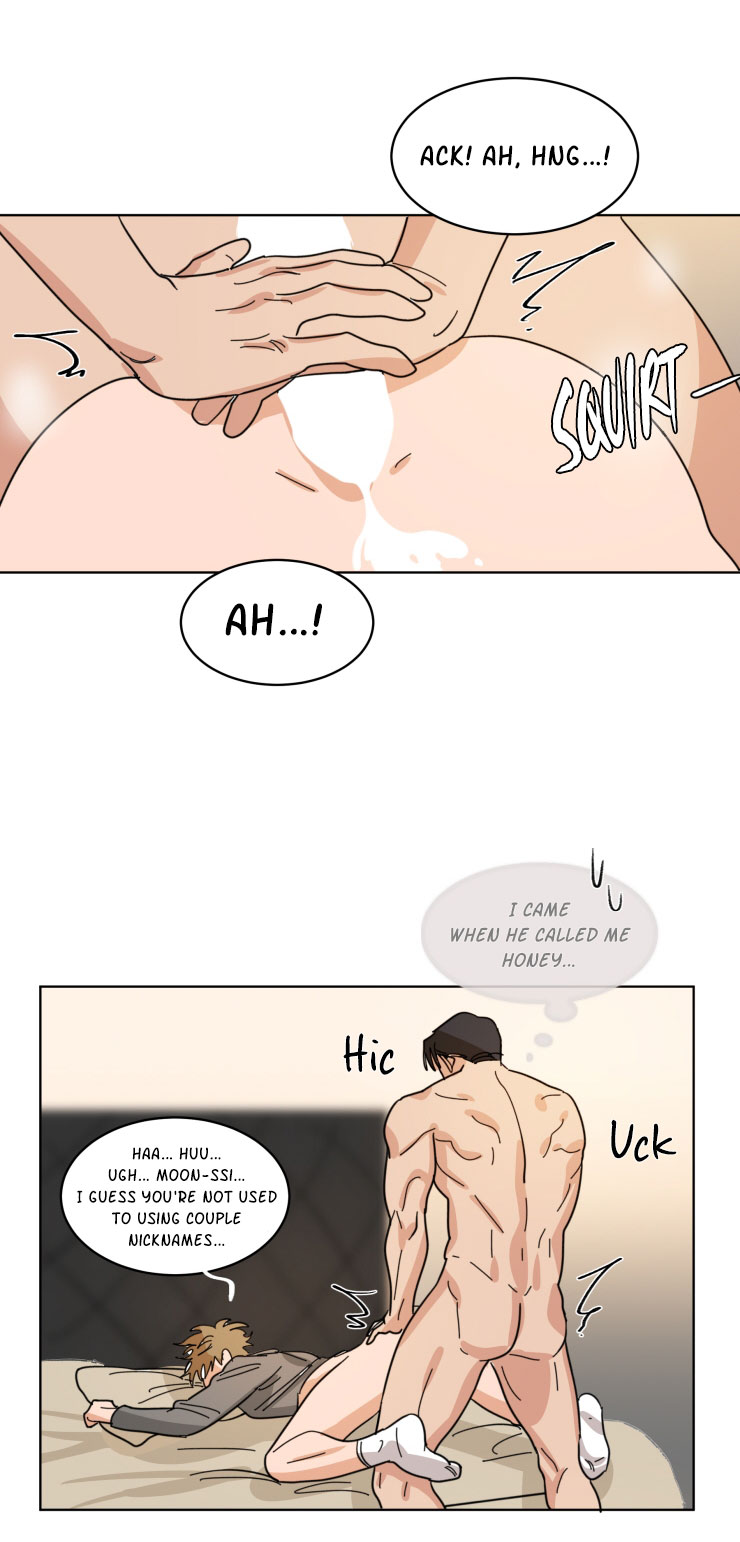 ACK! AH, HNG...!
SQUIRT
AH...!
I CAME
WHEN HE CALLED ME
HONEY...
Hic
Uck
HAA... HUU...
UGH... MOON-SSI...
I GUESS YOU'RE NOT USED
TO USING COUPLE
NICKNAMES...